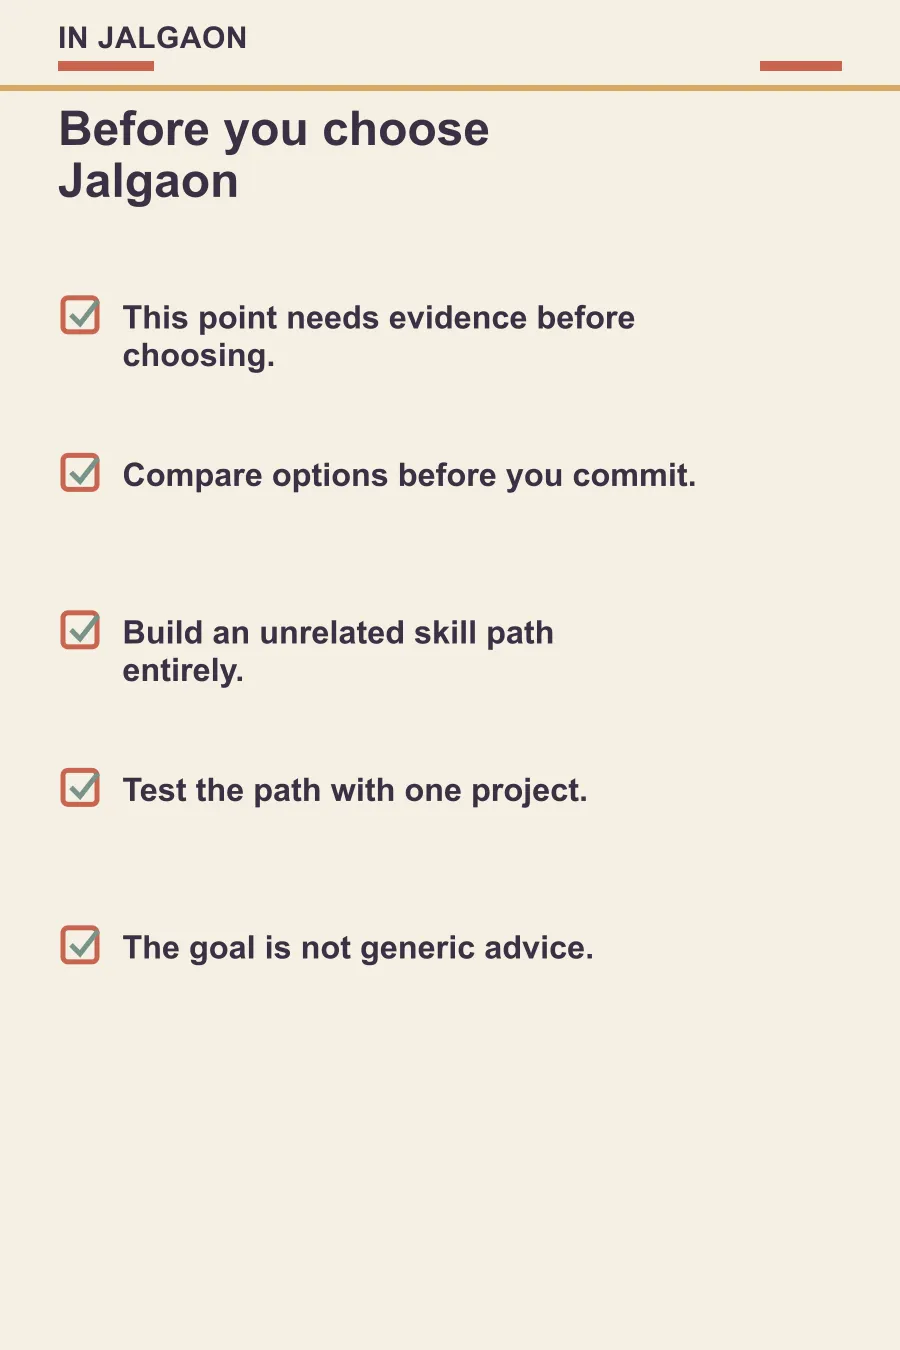 IN JALGAON
Before you choose
Jalgaon
This point needs evidence before
choosing.
Compare options before you commit.
Build an unrelated skill path
entirely.
Test the path with one project.
The goal is not generic advice.